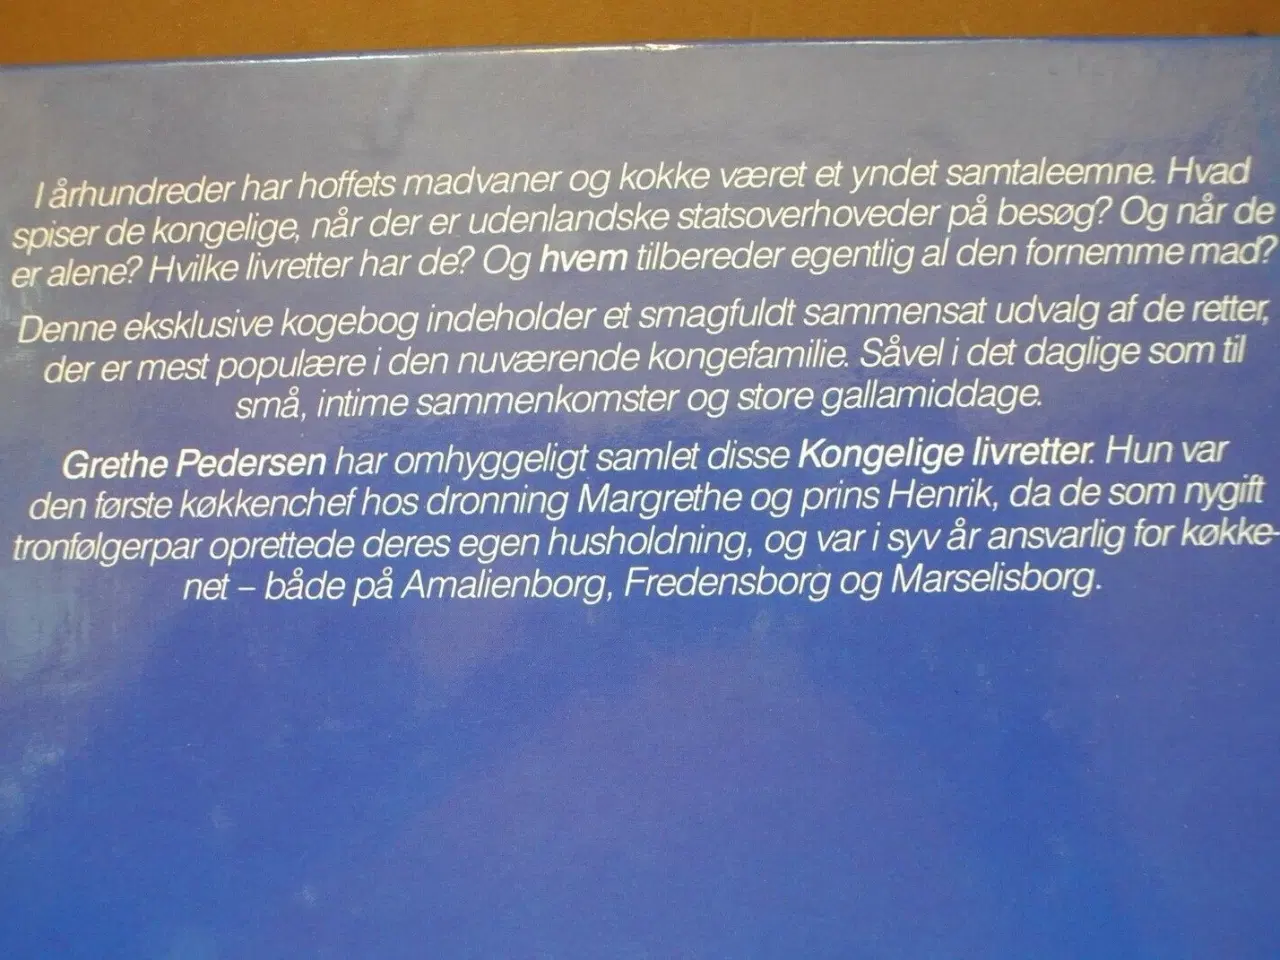 I århundreder har hoffets madvaner og kokke været et yndet samtaleemne. Hvad
spiser de kongelige, når der er udenlandske statsoverhoveder på besøg? Og når de
er alene? Hvilke livretter har de? Og hvem tilbereder egentlig al den fornemme mad?
Denne eksklusive kogebog indeholder et smagfuldt sammensat udvalg af de retter,
der er mest populære i den nuværende kongefamilie. Såvel i det daglige som til
små, intime sammenkomster og store gallamiddage.
Grethe Pedersen har omhyggeligt samlet disse Kongelige livretter. Hun var
den første køkkenchef hos dronning Margrethe og prins Henrik, da de som nygift
tronfølgerpar oprettede deres egen husholdning, og var i syv år ansvarlig for køkke-
net – både på Amalienborg, Fredensborg og Marselisborg.